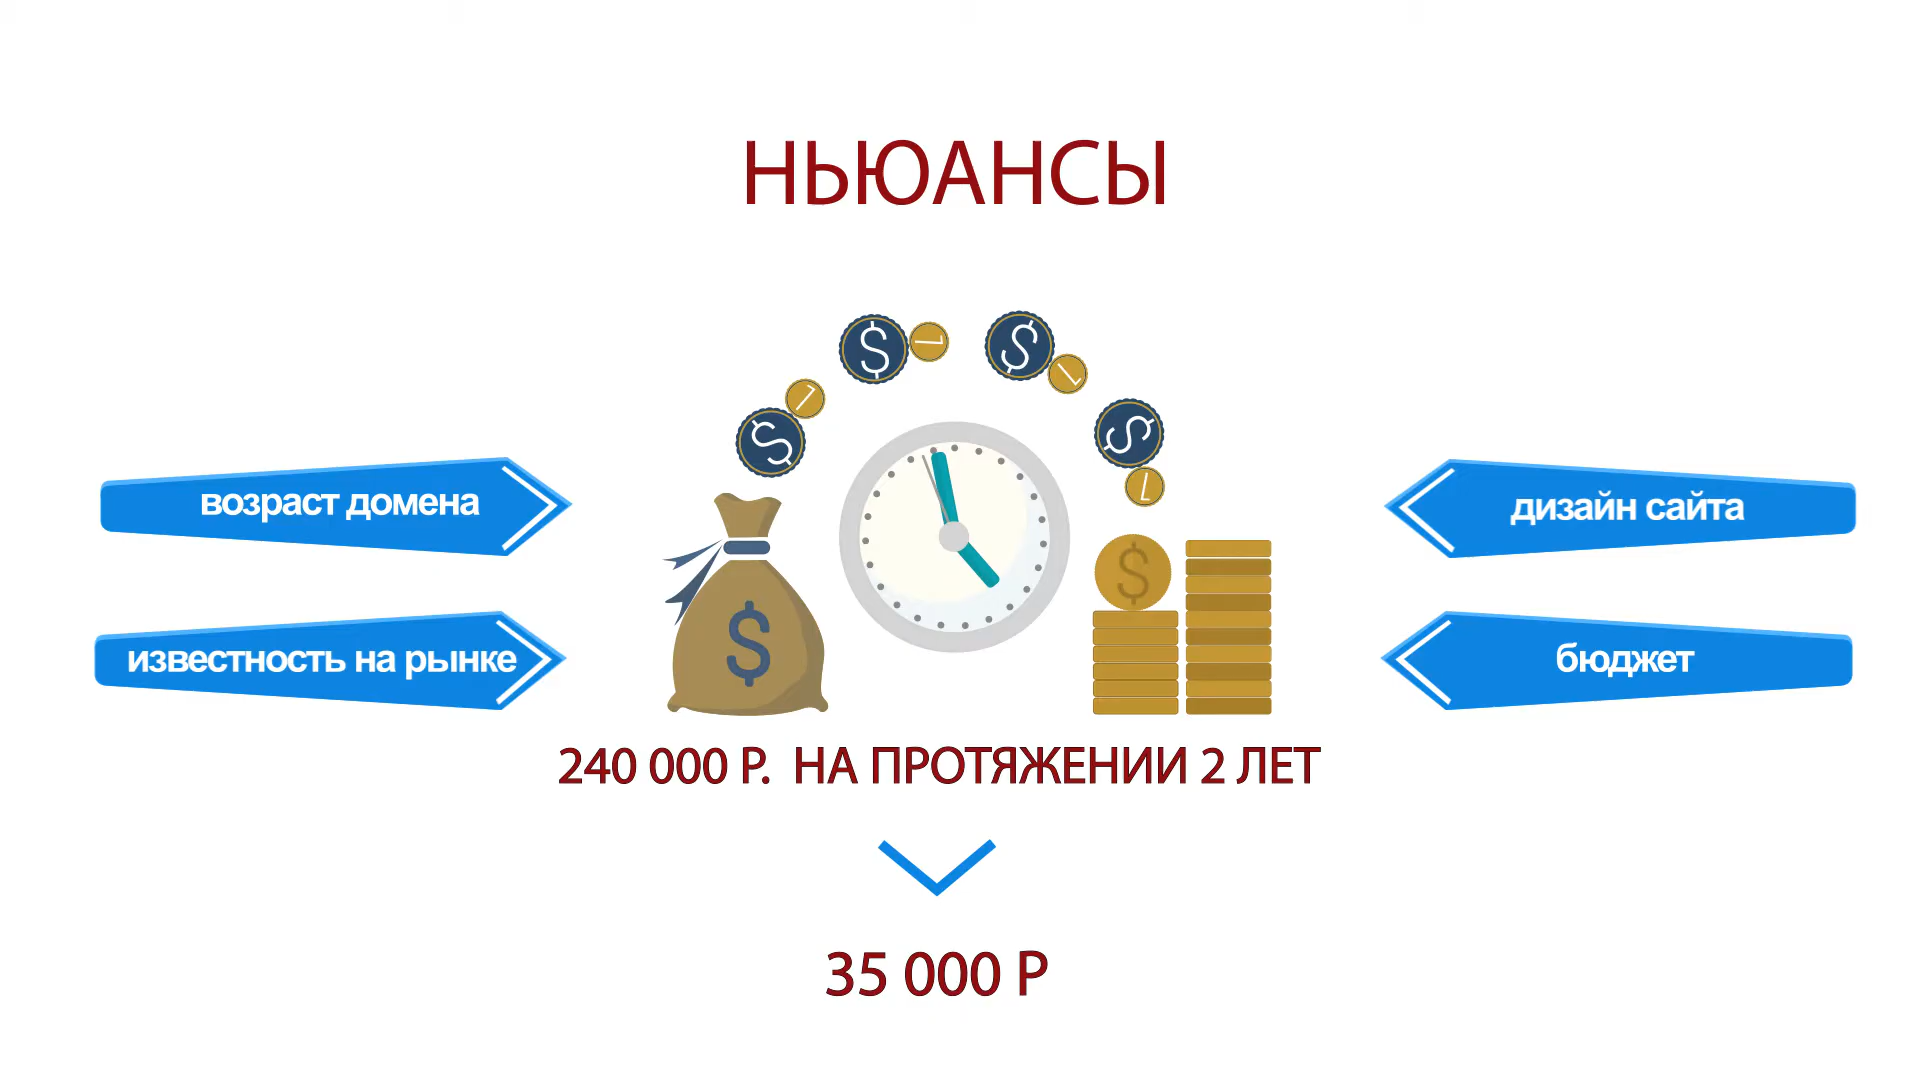 НЬЮАНСЫ
возраст домена
дизайн сайта
известность на рынке
бюджет
240 000 Р. НА ПРОТЯЖЕНИИ 2 ЛЕТ
35 000 Р